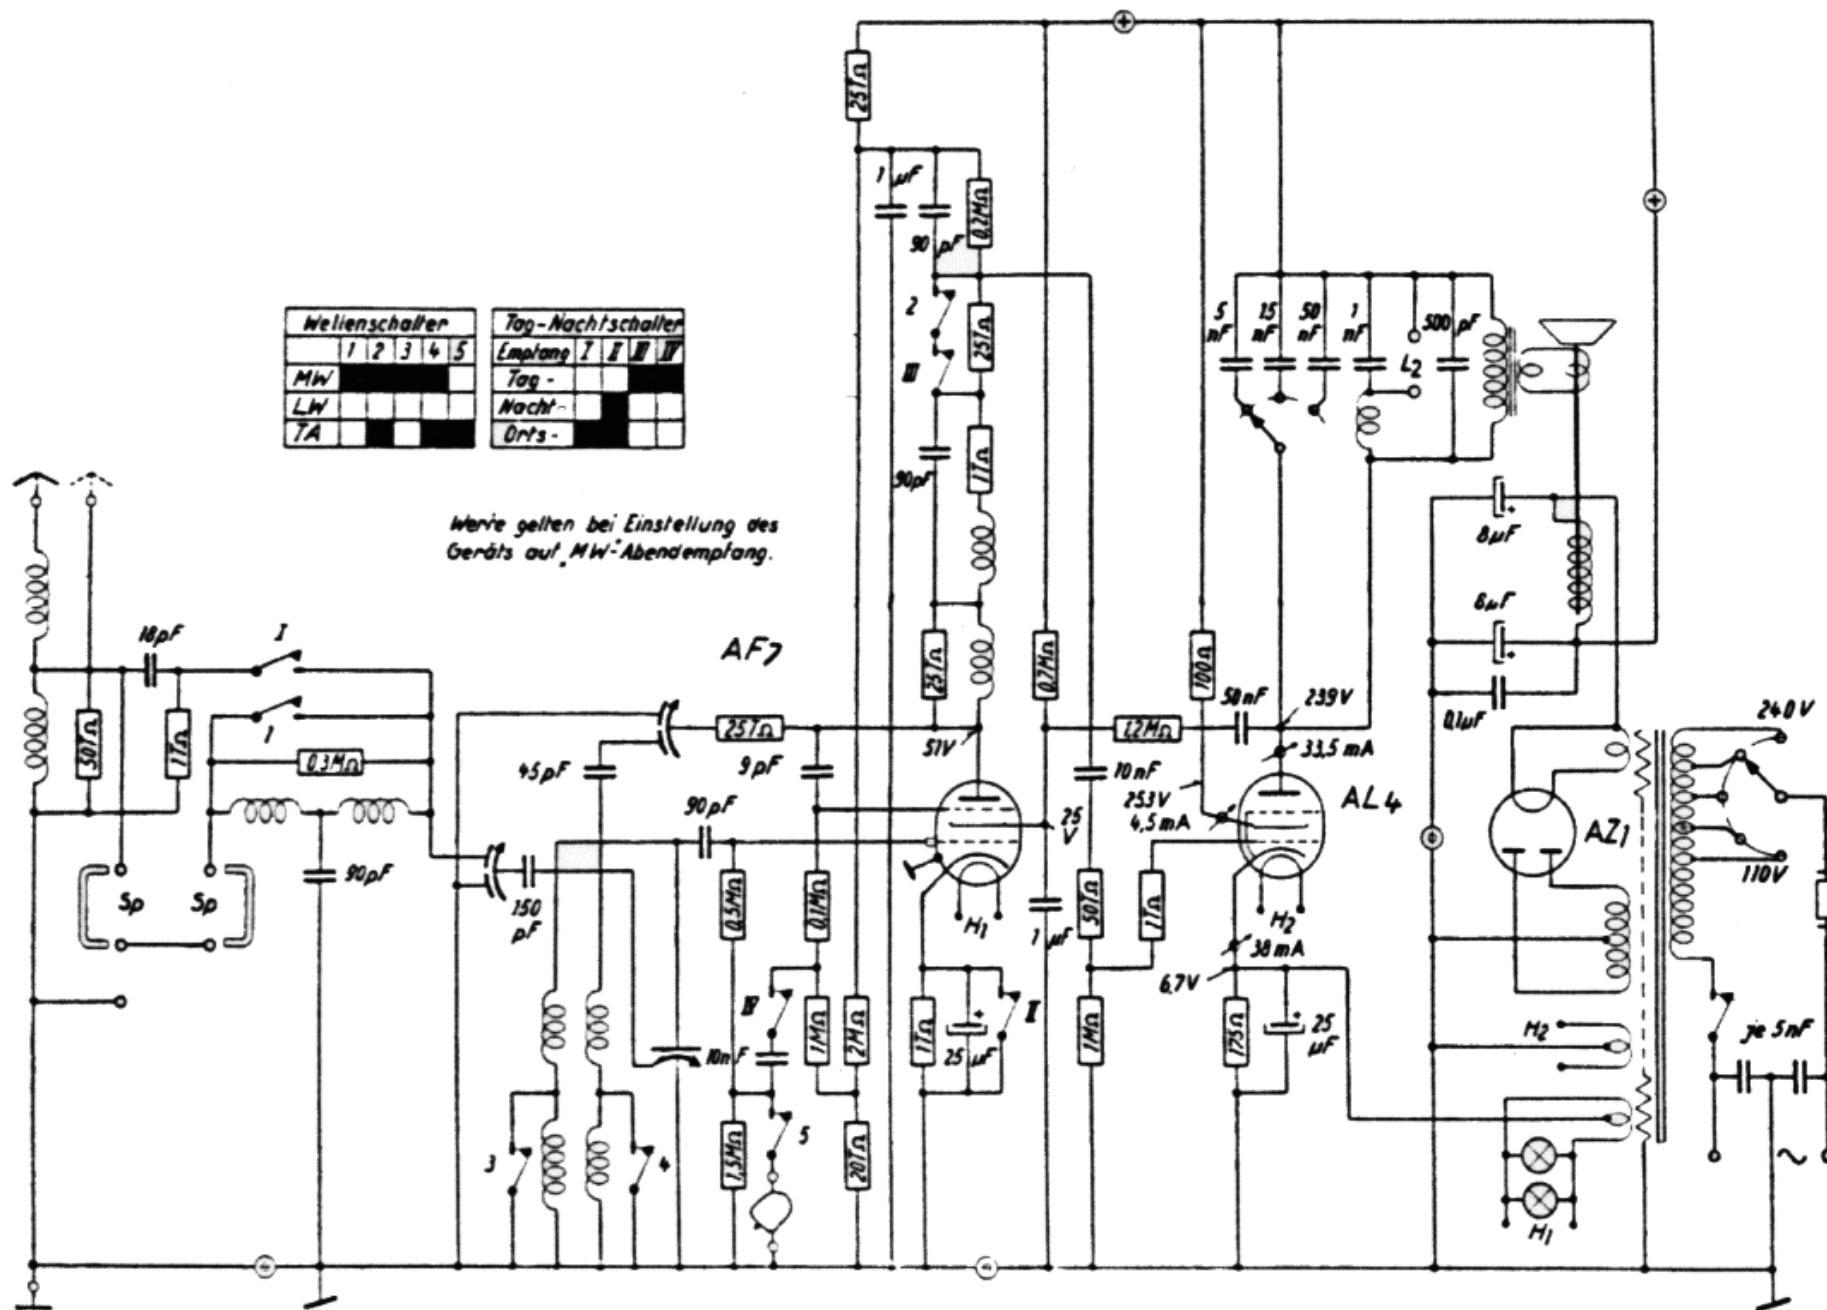 25TΩ
1 µF
0,2MΩ
90 pF
2
25TΩ
III
90pF
1TΩ
25TΩ
5 nF
15 nF
50 nF
1 nF
L2
500 pF
Wellenschalter
1 2 3 4 5
MW
LW
TA
Tag-Nachtschalter
Empfang I II III IV
Tag-
Nacht-
Orts-
Werte gelten bei Einstellung des
Geräts auf „MW“-Abendempfang.
8µF
0,1µF
18pF
I
50TΩ
1TΩ
1
0,3MΩ
90pF
Sp
Sp
150 pF
AF7
25TΩ
45pF
9pF
90pF
51V
0,7MΩ
1,2MΩ
50nF
100Ω
239V
33,5 mA
253V
4,5 mA
AL4
10nF
25 V
0,5MΩ
0,1MΩ
H1
1 µF
50TΩ
1TΩ
H2
38mA
6,7V
IV
10nF
1MΩ
2MΩ
1TΩ
25 µF
II
1MΩ
175Ω
25 µF
3
4
1,5MΩ
5
20TΩ
AZ1
240V
110V
H2
je 5nF
H1
~